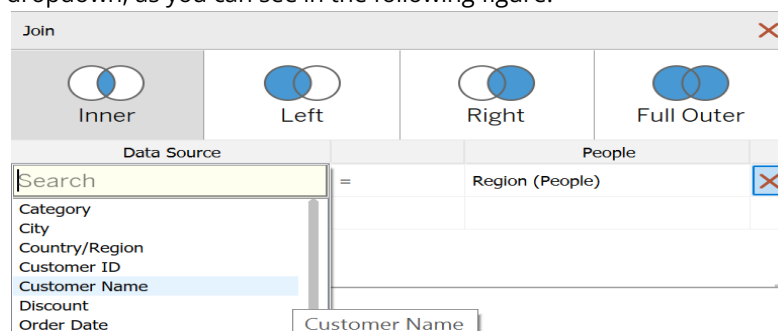 dropdown, as you can see in the following figure.
Join
Inner Left Right Full Outer
Data Source People
Search = Region (People)
Category
City
Country/Region
Customer ID
Customer Name
Discount
Order Date Customer Name